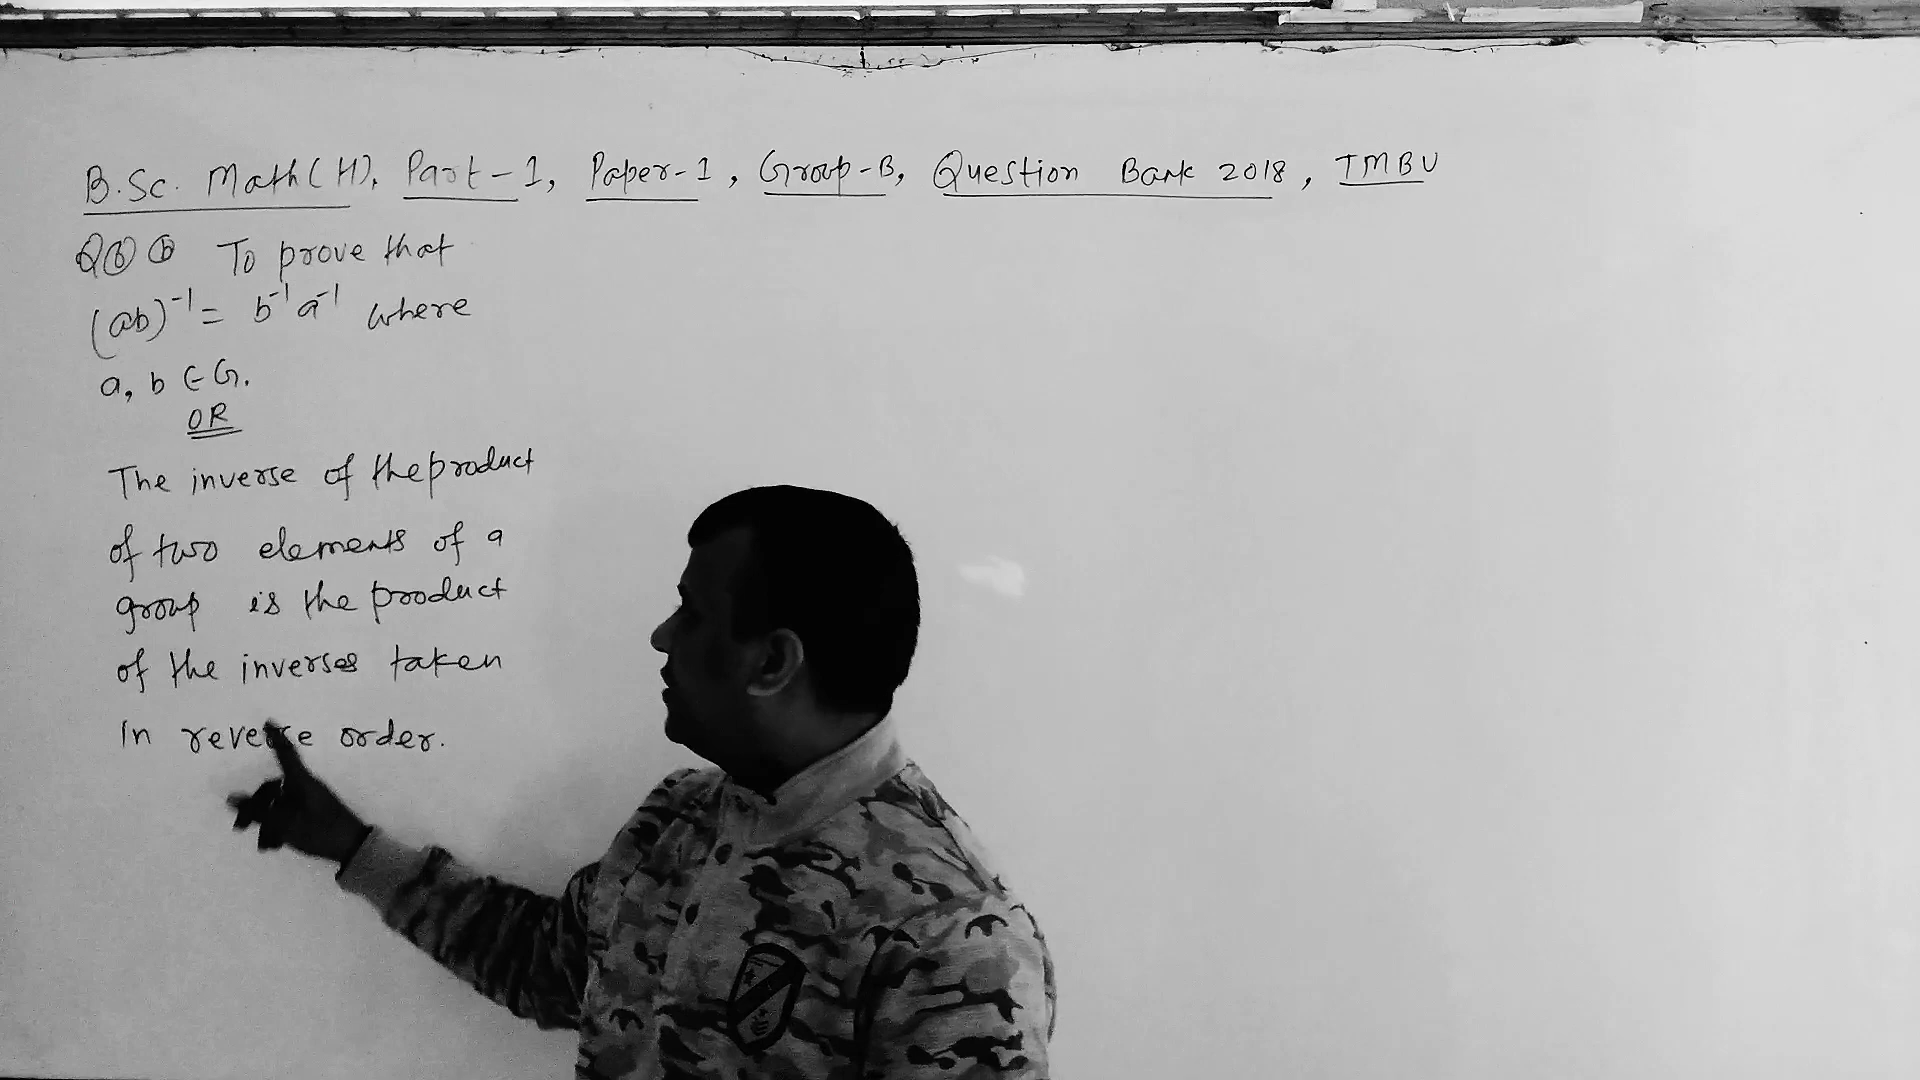 B.Sc. Math(H), Part-1, Paper-1, Group-B, Question Bank 2018, TMBU
Q⑥ ⓑ To prove that
(ab)⁻¹ = b⁻¹a⁻¹ where
a, b ∈ G.
OR
The inverse of the product
of two elements of a
group is the product
of the inverses taken
in reverse order.